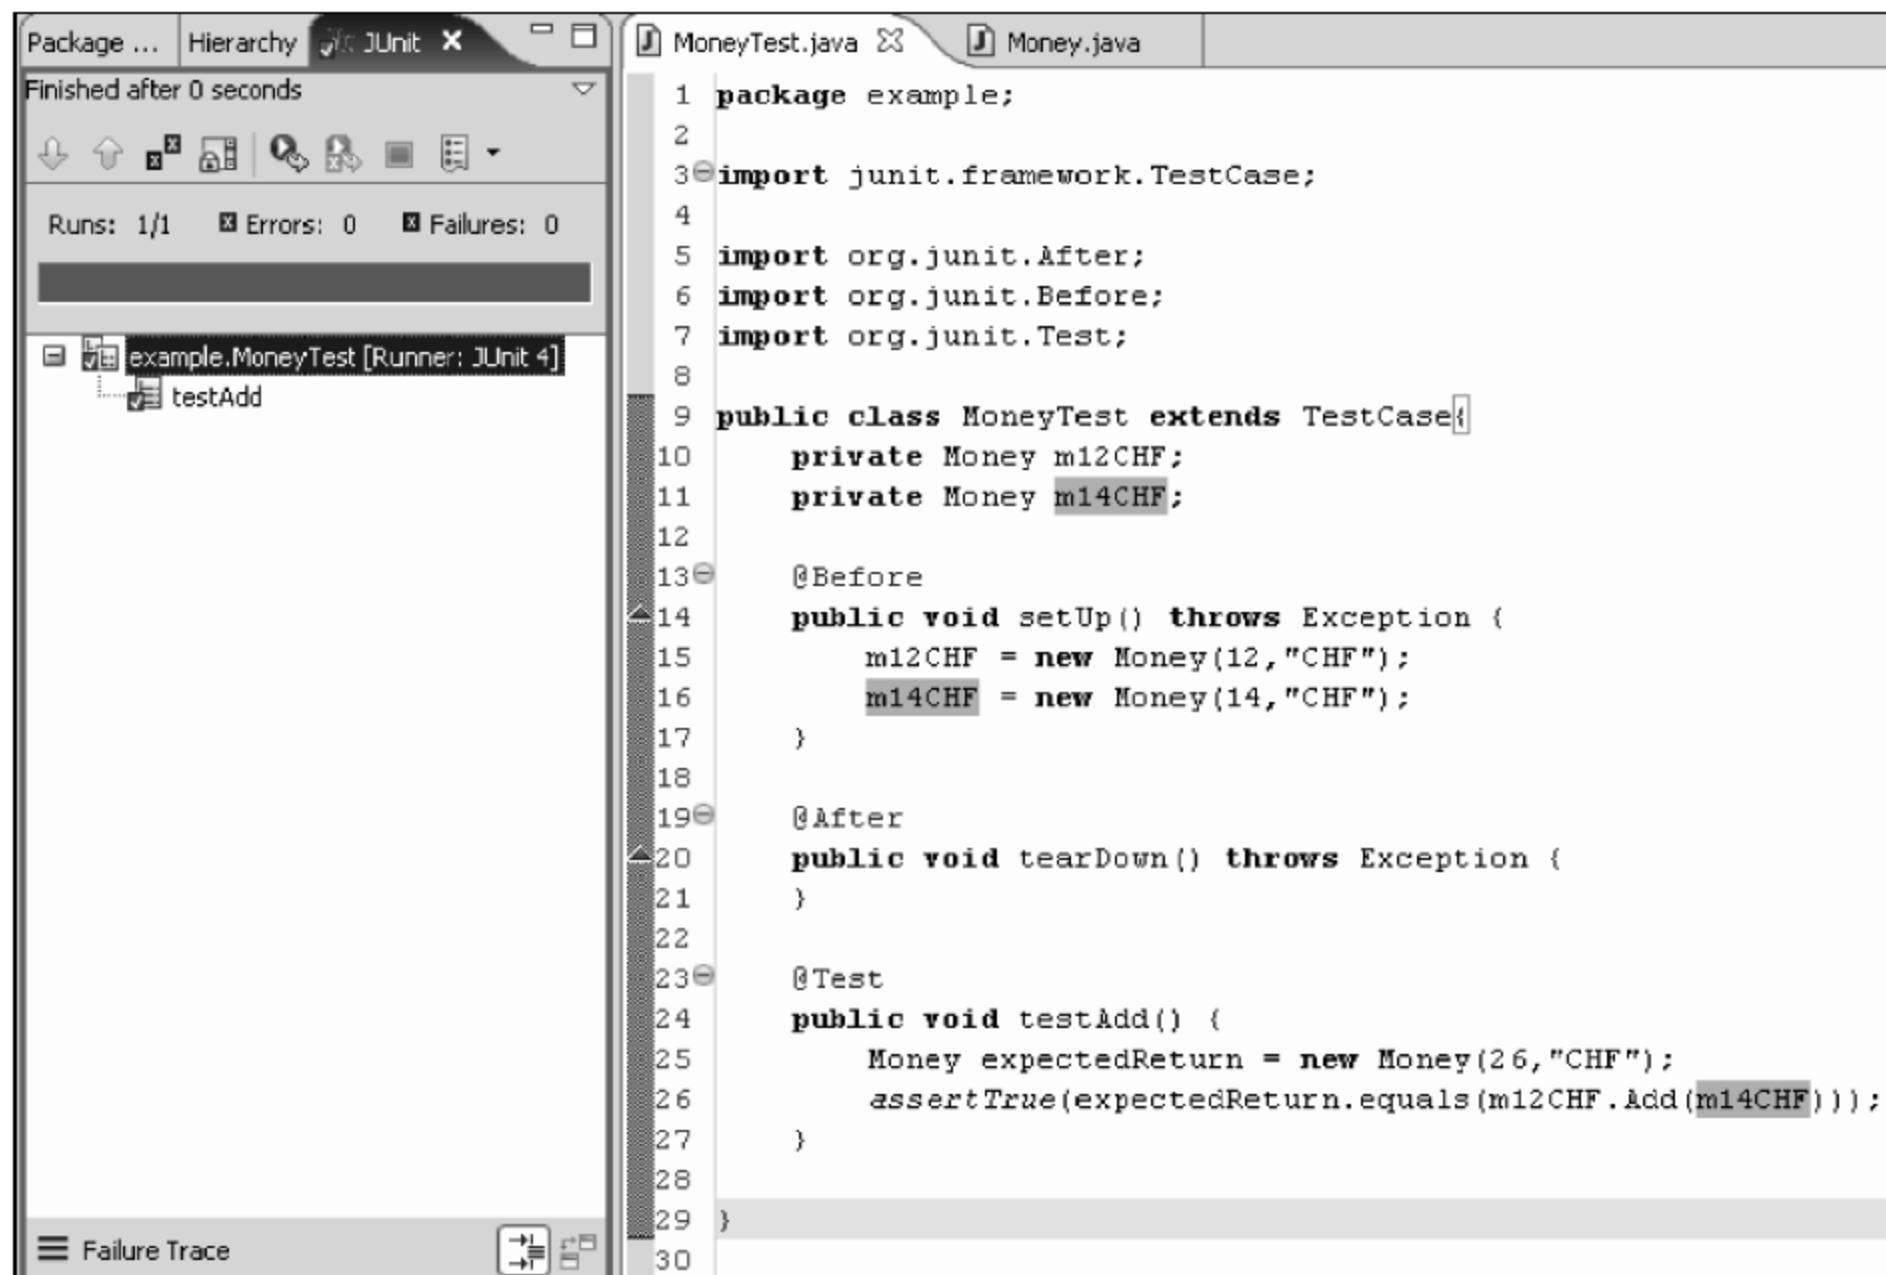 Package ... Hierarchy JUnit
Finished after 0 seconds
Runs: 1/1 Errors: 0 Failures: 0
example.MoneyTest [Runner: JUnit 4]
testAdd
Failure Trace
MoneyTest.java Money.java
1 package example;
2
3 import junit.framework.TestCase;
4
5 import org.junit.After;
6 import org.junit.Before;
7 import org.junit.Test;
8
9 public class MoneyTest extends TestCase{
10 private Money m12CHF;
11 private Money m14CHF;
12
13 @Before
14 public void setUp() throws Exception {
15 m12CHF = new Money(12,"CHF");
16 m14CHF = new Money(14,"CHF");
17 }
18
19 @After
20 public void tearDown() throws Exception {
21 }
22
23 @Test
24 public void testAdd() {
25 Money expectedReturn = new Money(26,"CHF");
26 assertTrue(expectedReturn.equals(m12CHF.Add(m14CHF)));
27 }
28
29 }
30